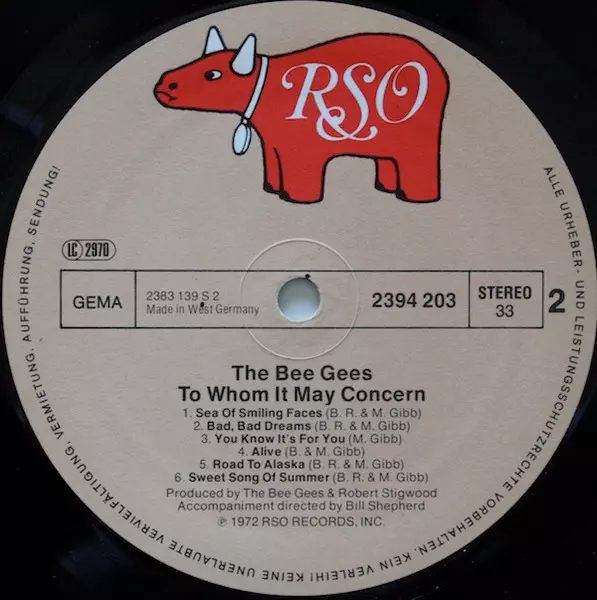 RSO
LC 2970
GEMA
2383 139 S 2
Made in West Germany
2394 203
STEREO
33
2
The Bee Gees
To Whom It May Concern
1. Sea Of Smiling Faces (B. R. & M. Gibb)
2. Bad, Bad Dreams (B. R. & M. Gibb)
3. You Know It's For You (M. Gibb)
4. Alive (B. R. & M. Gibb)
5. Road To Alaska (B. R. & M. Gibb)
6. Sweet Song Of Summer (B. R. & M. Gibb)
Produced by The Bee Gees & Robert Stigwood
Accompaniment directed by Bill Shepherd
℗ 1972 RSO RECORDS, INC.
ALLE URHEBER- UND LEISTUNGSSCHUTZRECHTE VORBEHALTEN. KEIN VERLEIH! KEINE UNERLAUBTE VERVIELFÄLTIGUNG, VERMIETUNG, AUFFÜHRUNG, SENDUNG!